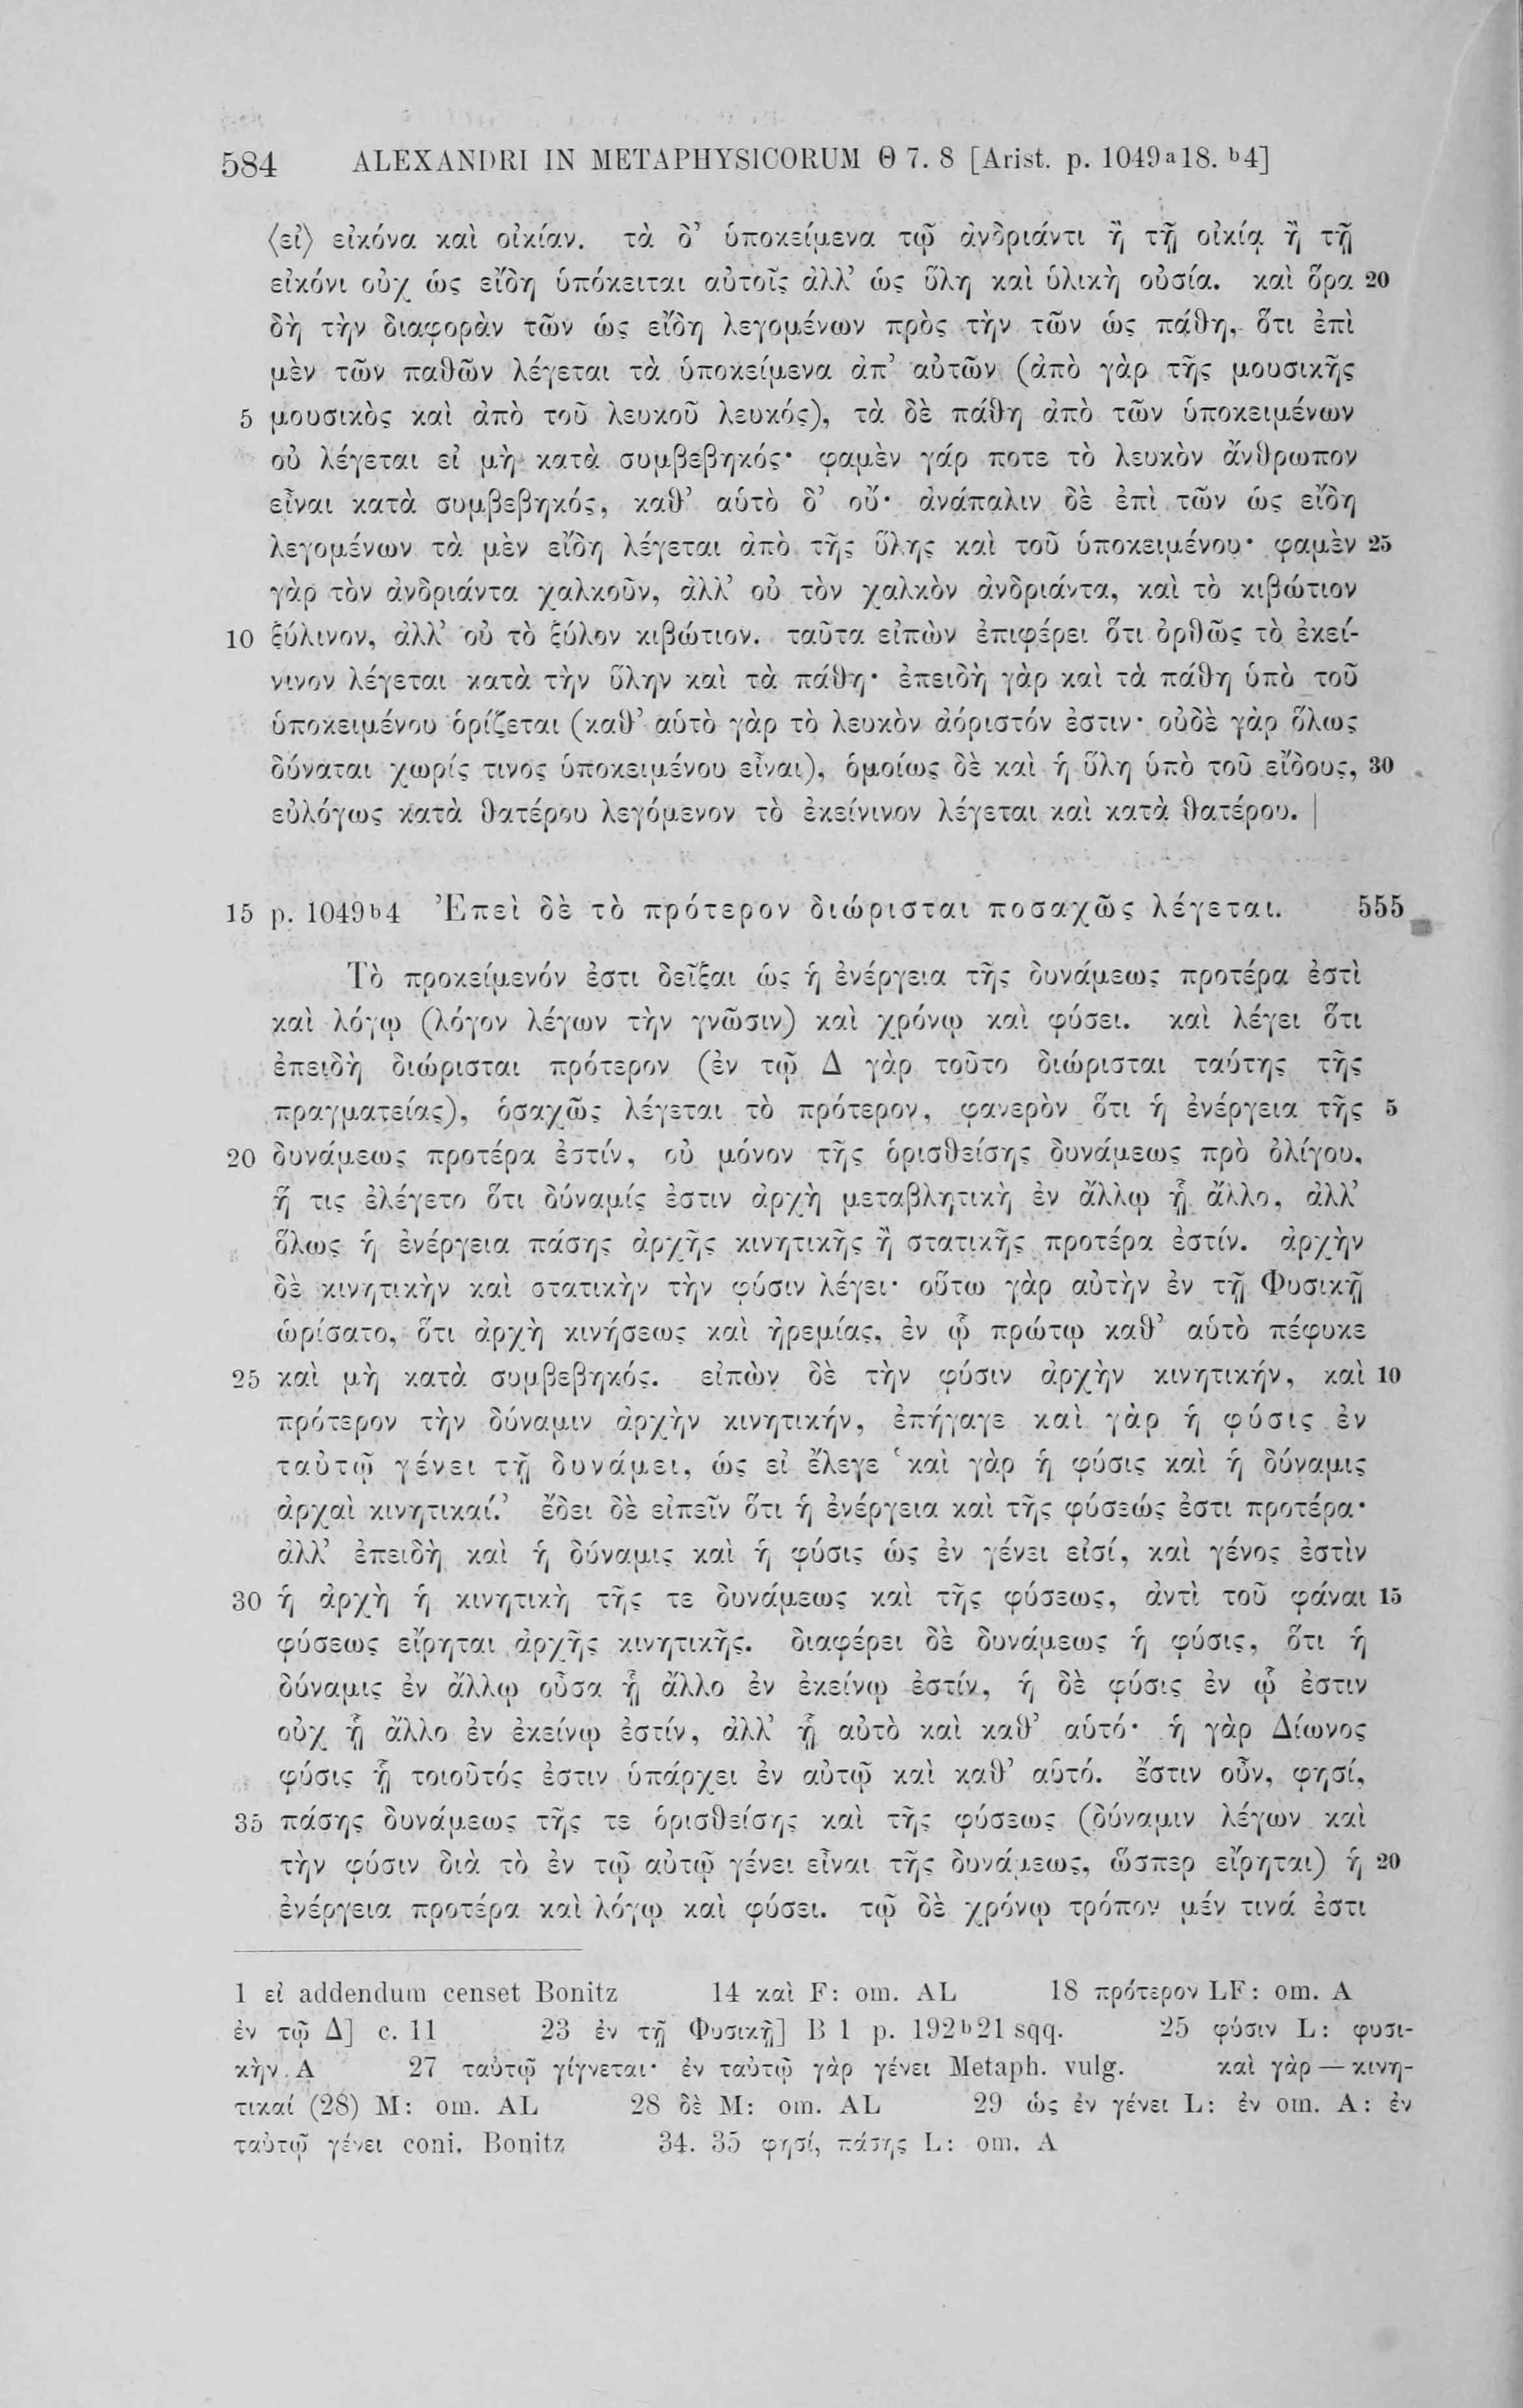 584 ALEXANDRI IN METAPHYSICORUM Θ 7. 8 [Arist. p. 1049a18. b4]
⟨εἰ⟩ εἰκόνα καὶ οἰκίαν. τὰ δ’ ὑποκείμενα τῷ ἀνδριάντι ἢ τῇ οἰκίᾳ ἢ τῇ
εἰκόνι οὐχ ὡς εἴδη ὑπόκειται αὐτοῖς ἀλλ’ ὡς ὕλη καὶ ὑλικὴ οὐσία. καὶ ὅρα 20
δὴ τὴν διαφορὰν τῶν ὡς εἴδη λεγομένων πρὸς τὴν τῶν ὡς πάθη, ὅτι ἐπὶ
μὲν τῶν παθῶν λέγεται τὰ ὑποκείμενα ἀπ’ αὐτῶν (ἀπὸ γὰρ τῆς μουσικῆς
5 μουσικὸς καὶ ἀπὸ τοῦ λευκοῦ λευκός), τὰ δὲ πάθη ἀπὸ τῶν ὑποκειμένων
οὐ λέγεται εἰ μὴ κατὰ συμβεβηκός· φαμὲν γάρ ποτε τὸ λευκὸν ἄνθρωπον
εἶναι κατὰ συμβεβηκός, καθ’ αὑτὸ δ’ οὔ· ἀνάπαλιν δὲ ἐπὶ τῶν ὡς εἴδη
λεγομένων τὰ μὲν εἴδη λέγεται ἀπὸ τῆς ὕλης καὶ τοῦ ὑποκειμένου· φαμὲν 25
γὰρ τὸν ἀνδριάντα χαλκοῦν, ἀλλ’ οὐ τὸν χαλκὸν ἀνδριάντα, καὶ τὸ κιβώτιον
10 ξύλινον, ἀλλ’ οὐ τὸ ξύλον κιβώτιον. ταῦτα εἰπὼν ἐπιφέρει ὅτι ὀρθῶς τὸ ἐκεί-
νινον λέγεται κατὰ τὴν ὕλην καὶ τὰ πάθη· ἐπειδὴ γὰρ καὶ τὰ πάθη ὑπὸ τοῦ
ὑποκειμένου ὁρίζεται (καθ’ αὑτὸ γὰρ τὸ λευκὸν ἀόριστόν ἐστιν· οὐδὲ γὰρ ὅλως
δύναται χωρίς τινος ὑποκειμένου εἶναι), ὁμοίως δὲ καὶ ἡ ὕλη ὑπὸ τοῦ εἴδους, 30
εὐλόγως κατὰ θατέρου λεγόμενον τὸ ἐκείνινον λέγεται καὶ κατὰ θατέρου. |
15 p. 1049b4 Ἐπεὶ δὲ τὸ πρότερον διώρισται ποσαχῶς λέγεται. 555
Τὸ προκείμενόν ἐστι δεῖξαι ὡς ἡ ἐνέργεια τῆς δυνάμεως προτέρα ἐστὶ
καὶ λόγῳ (λόγον λέγων τὴν γνῶσιν) καὶ χρόνῳ καὶ φύσει. καὶ λέγει ὅτι
ἐπειδὴ διώρισται πρότερον (ἐν τῷ Δ γὰρ τοῦτο διώρισται ταύτης τῆς
πραγματείας), ὁσαχῶς λέγεται τὸ πρότερον, φανερὸν ὅτι ἡ ἐνέργεια τῆς 5
20 δυνάμεως προτέρα ἐστίν, οὐ μόνον τῆς ὁρισθείσης δυνάμεως πρὸ ὀλίγου,
ἥ τις ἐλέγετο ὅτι δύναμίς ἐστιν ἀρχὴ μεταβλητικὴ ἐν ἄλλῳ ᾗ ἄλλο, ἀλλ’
ὅλως ἡ ἐνέργεια πάσης ἀρχῆς κινητικῆς ἢ στατικῆς προτέρα ἐστίν. ἀρχὴν
δὲ κινητικὴν καὶ στατικὴν τὴν φύσιν λέγει· οὕτω γὰρ αὐτὴν ἐν τῇ Φυσικῇ
ὡρίσατο, ὅτι ἀρχὴ κινήσεως καὶ ἠρεμίας, ἐν ᾧ πρώτῳ καθ’ αὑτὸ πέφυκε
25 καὶ μὴ κατὰ συμβεβηκός. εἰπὼν δὲ τὴν φύσιν ἀρχὴν κινητικήν, καὶ 10
πρότερον τὴν δύναμιν ἀρχὴν κινητικήν, ἐπήγαγε καὶ γὰρ ἡ φύσις ἐν
ταὐτῷ γένει τῇ δυνάμει, ὡς εἰ ἔλεγε ‘καὶ γὰρ ἡ φύσις καὶ ἡ δύναμις
ἀρχαὶ κινητικαί.’ ἔδει δὲ εἰπεῖν ὅτι ἡ ἐνέργεια καὶ τῆς φύσεώς ἐστι προτέρα·
ἀλλ’ ἐπειδὴ καὶ ἡ δύναμις καὶ ἡ φύσις ὡς ἐν γένει εἰσί, καὶ γένος ἐστὶν
30 ἡ ἀρχὴ ἡ κινητικὴ τῆς τε δυνάμεως καὶ τῆς φύσεως, ἀντὶ τοῦ φάναι 15
φύσεως εἴρηται ἀρχῆς κινητικῆς. διαφέρει δὲ δυνάμεως ἡ φύσις, ὅτι ἡ
δύναμις ἐν ἄλλῳ οὖσα ᾗ ἄλλο ἐν ἐκείνῳ ἐστίν, ἡ δὲ φύσις ἐν ᾧ ἐστιν
οὐχ ᾗ ἄλλο ἐν ἐκείνῳ ἐστίν, ἀλλ’ ᾗ αὐτὸ καὶ καθ’ αὑτό· ἡ γὰρ Δίωνος
φύσις ᾗ τοιοῦτός ἐστιν ὑπάρχει ἐν αὐτῷ καὶ καθ’ αὑτό. ἔστιν οὖν, φησί,
35 πάσης δυνάμεως τῆς τε ὁρισθείσης καὶ τῆς φύσεως (δύναμιν λέγων καὶ
τὴν φύσιν διὰ τὸ ἐν τῷ αὐτῷ γένει εἶναι τῆς δυνάμεως, ὥσπερ εἴρηται) ἡ 20
ἐνέργεια προτέρα καὶ λόγῳ καὶ φύσει. τῷ δὲ χρόνῳ τρόπον μέν τινά ἐστι
1 εἰ addendum censet Bonitz 14 καὶ F: om. AL 18 πρότερον LF: om. A
ἐν τῷ Δ] c. 11 23 ἐν τῇ Φυσικῇ] B 1 p. 192b21 sqq. 25 φύσιν L: φυσι-
κὴν A 27 ταὐτῷ γίγνεται· ἐν ταὐτῷ γὰρ γένει Metaph. vulg. καὶ γὰρ — κινη-
τικαί (28) M: om. AL 28 δὲ M: om. AL 29 ὡς ἐν γένει L: ἐν om. A: ἐν
ταὐτῷ γένει coni. Bonitz 34. 35 φησί, πάσης L: om. A